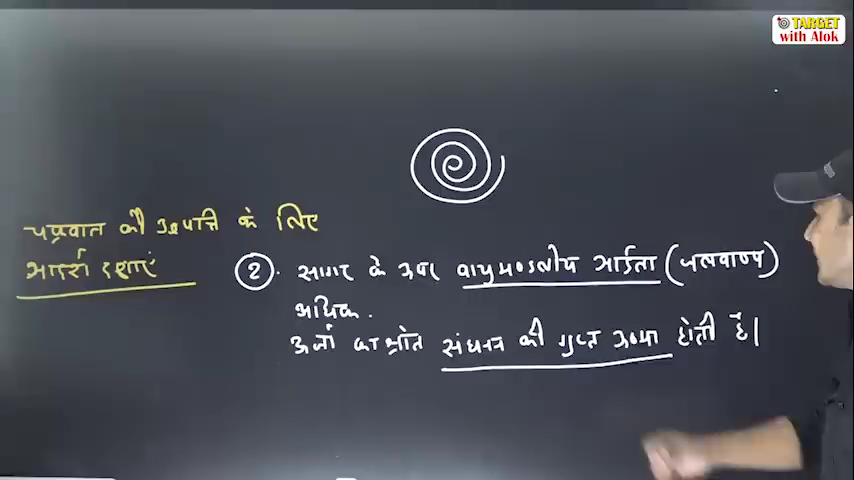 TARGET
with Alok
चक्रवात की उत्पत्ति के लिए
आदर्श दशाएं
2. सागर के ऊपर वायुमण्डलीय आर्द्रता (जलवाष्प)
अधिक.
ऊर्जा का स्रोत संघनन की गुप्त ऊष्मा होती है।